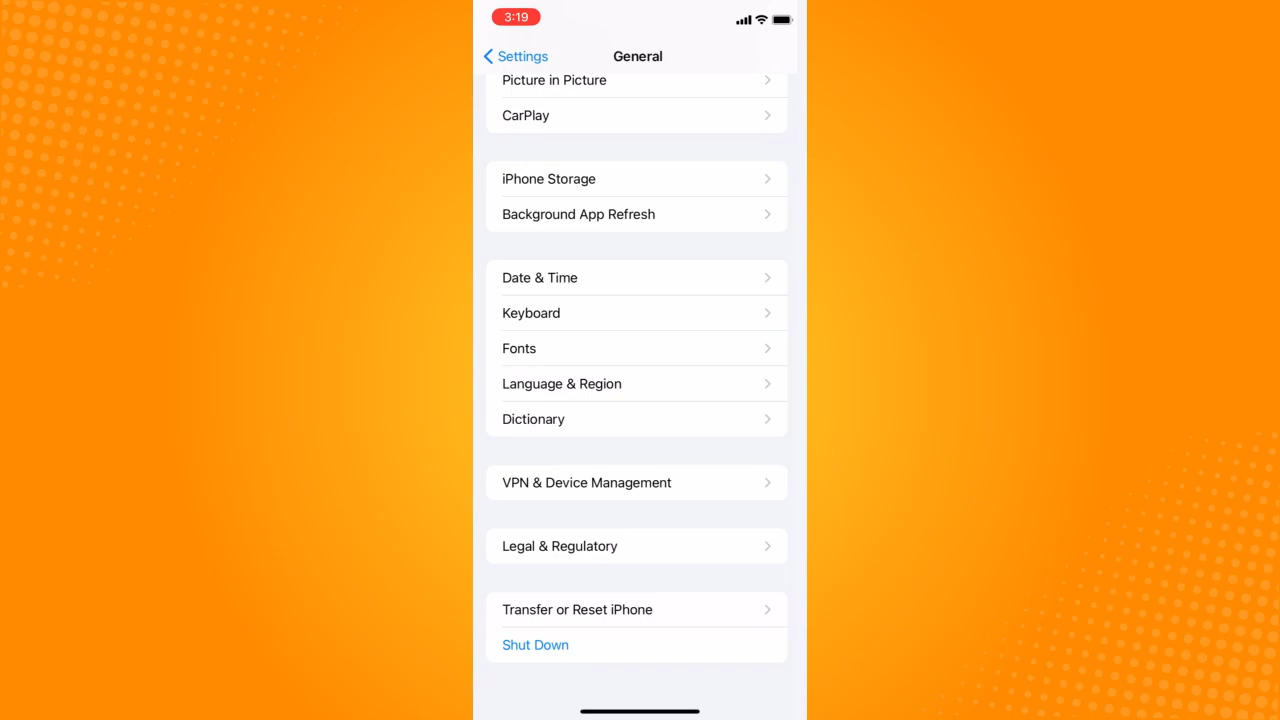 3:19
Settings
General
Picture in Picture
CarPlay
iPhone Storage
Background App Refresh
Date & Time
Keyboard
Fonts
Language & Region
Dictionary
VPN & Device Management
Legal & Regulatory
Transfer or Reset iPhone
Shut Down